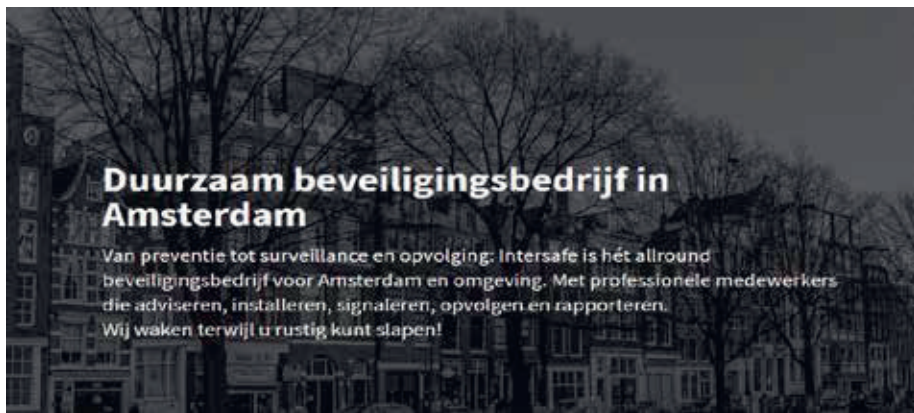 Duurzaam beveiligingsbedrijf in
Amsterdam
Van preventie tot surveillance en opvolging: Intersafe is hét allround
beveiligingsbedrijf voor Amsterdam en omgeving. Met professionele medewerkers
die adviseren, installeren, signaleren, opvolgen en rapporteren.
Wij waken terwijl u rustig kunt slapen!